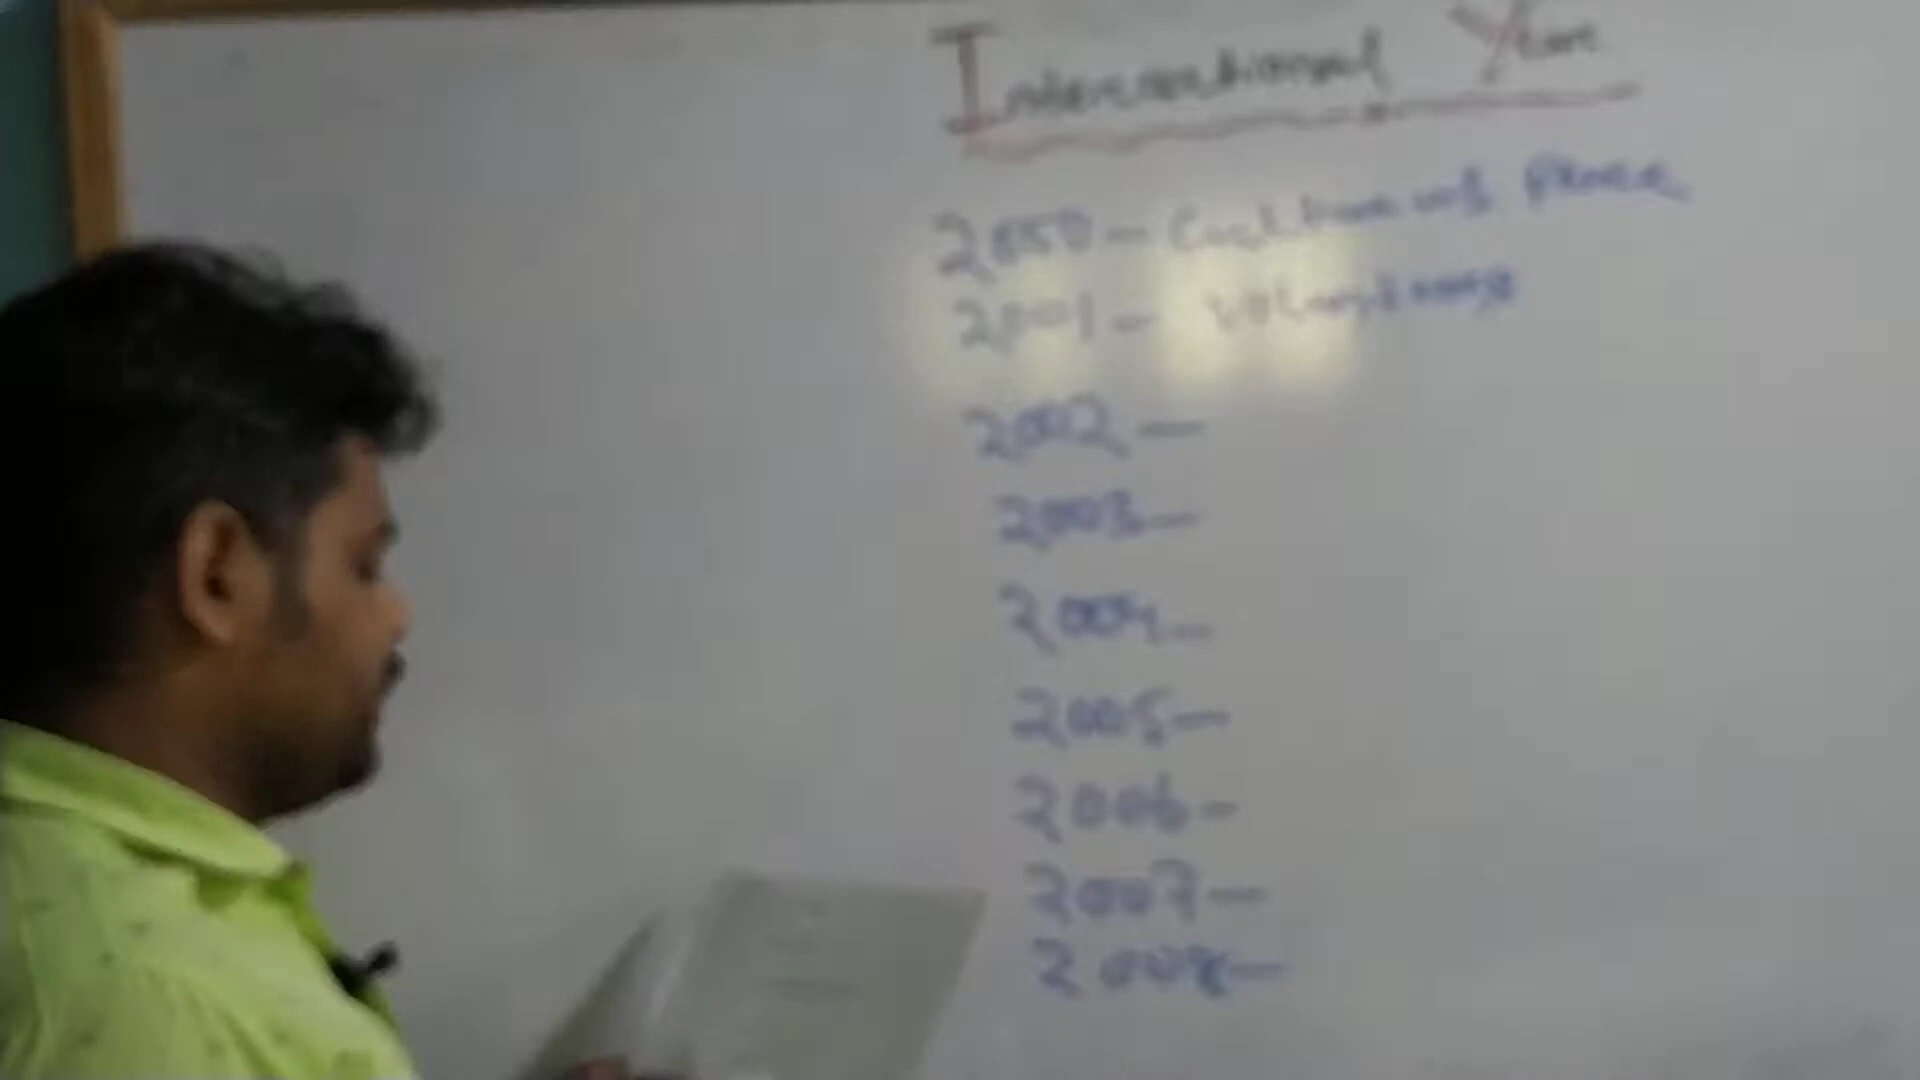 International Year
2000 - Culture of Peace
2001 - Volunteers
2002 -
2003 -
2004 -
2005 -
2006 -
2007 -
2008 -